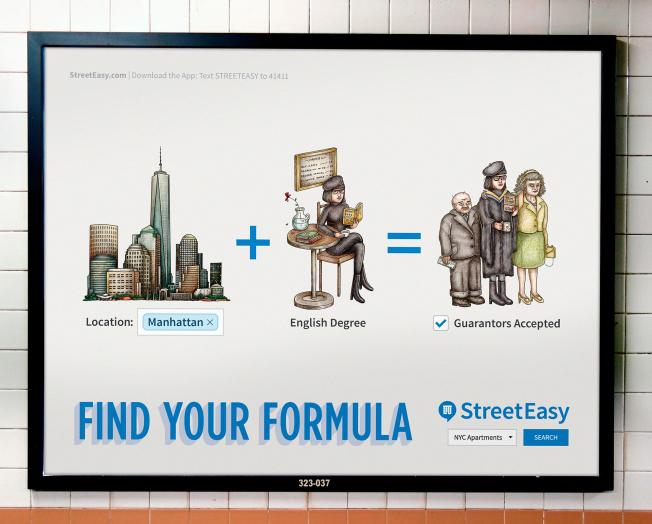 StreetEasy.com | Download the App: Text STREETEASY to 41411
Location: Manhattan ×
+
English Degree
=
Guarantors Accepted
FIND YOUR FORMULA
StreetEasy
NYC Apartments
SEARCH
323-037